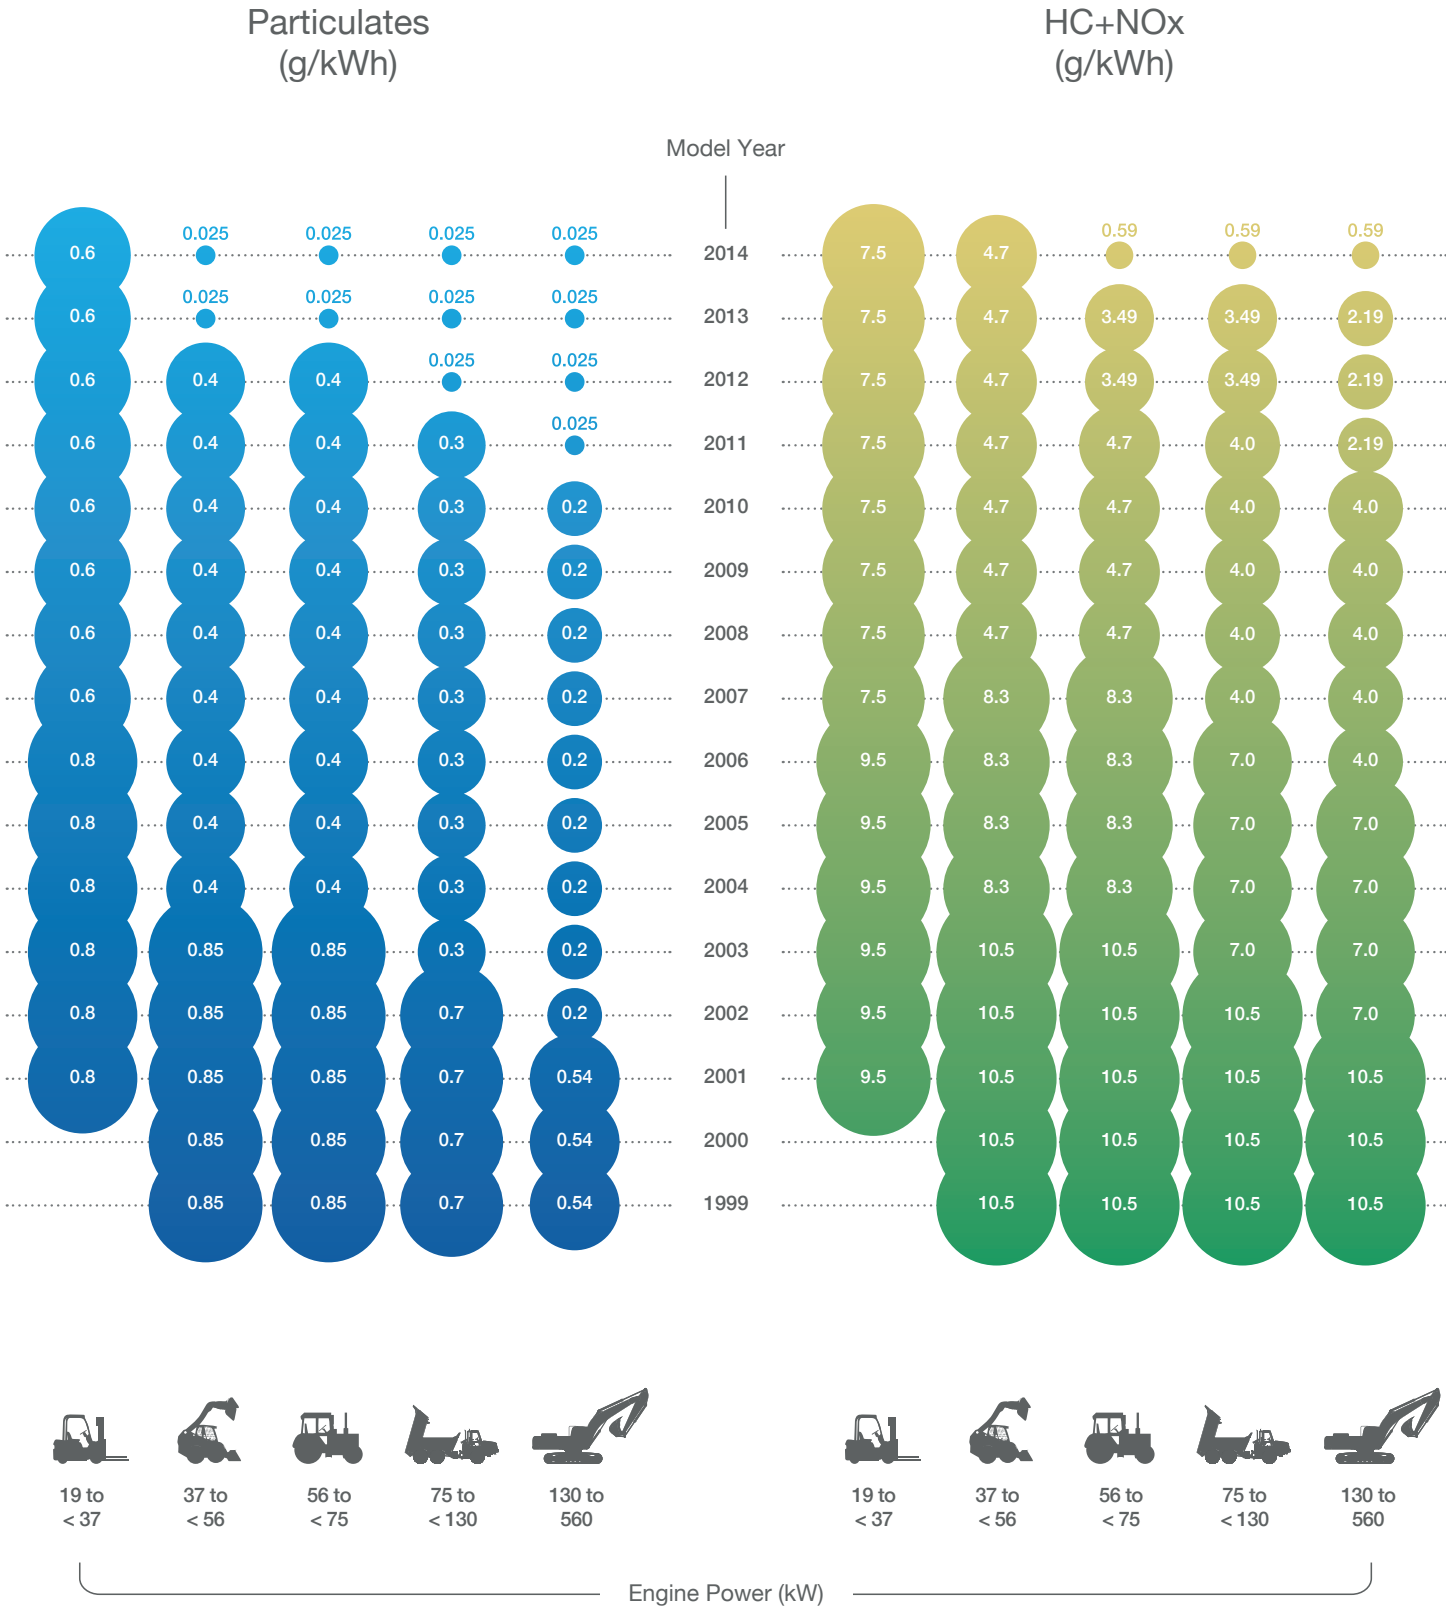 Particulates
(g/kWh)
HC+NOx
(g/kWh)
Model Year
0.6 0.025 0.025 0.025 0.025 2014 7.5 4.7 0.59 0.59 0.59
0.6 0.025 0.025 0.025 0.025 2013 7.5 4.7 3.49 3.49 2.19
0.6 0.4 0.4 0.025 0.025 2012 7.5 4.7 3.49 3.49 2.19
0.6 0.4 0.4 0.3 0.025 2011 7.5 4.7 4.7 4.0 2.19
0.6 0.4 0.4 0.3 0.2 2010 7.5 4.7 4.7 4.0 4.0
0.6 0.4 0.4 0.3 0.2 2009 7.5 4.7 4.7 4.0 4.0
0.6 0.4 0.4 0.3 0.2 2008 7.5 4.7 4.7 4.0 4.0
0.6 0.4 0.4 0.3 0.2 2007 7.5 8.3 8.3 4.0 4.0
0.8 0.4 0.4 0.3 0.2 2006 9.5 8.3 8.3 7.0 4.0
0.8 0.4 0.4 0.3 0.2 2005 9.5 8.3 8.3 7.0 7.0
0.8 0.4 0.4 0.3 0.2 2004 9.5 8.3 8.3 7.0 7.0
0.8 0.85 0.85 0.3 0.2 2003 9.5 10.5 10.5 7.0 7.0
0.8 0.85 0.85 0.7 0.2 2002 9.5 10.5 10.5 10.5 7.0
0.8 0.85 0.85 0.7 0.54 2001 9.5 10.5 10.5 10.5 10.5
0.85 0.85 0.7 0.54 2000 10.5 10.5 10.5 10.5
0.85 0.85 0.7 0.54 1999 10.5 10.5 10.5 10.5
19 to 37 to 56 to 75 to 130 to 19 to 37 to 56 to 75 to 130 to
< 37 < 56 < 75 < 130 560 < 37 < 56 < 75 < 130 560
Engine Power (kW)